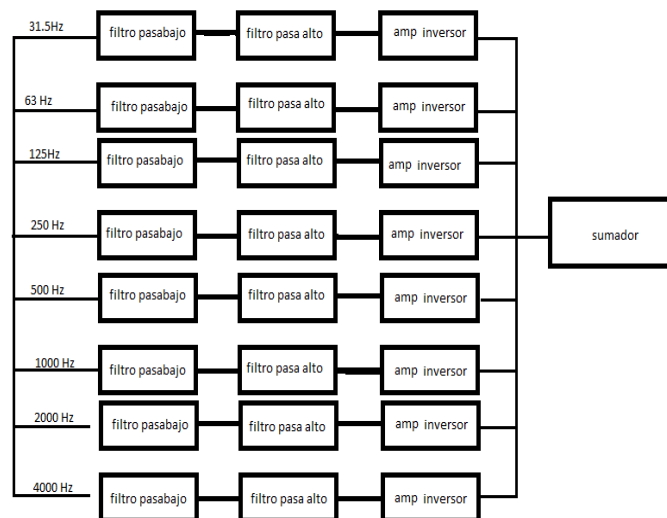 31.5Hz filtro pasabajo filtro pasa alto amp inversor
63 Hz filtro pasabajo filtro pasa alto amp inversor
125Hz filtro pasabajo filtro pasa alto amp inversor
250 Hz filtro pasabajo filtro pasa alto amp inversor
sumador
500 Hz filtro pasabajo filtro pasa alto amp inversor
1000 Hz filtro pasabajo filtro pasa alto amp inversor
2000 Hz filtro pasabajo filtro pasa alto amp inversor
4000 Hz filtro pasabajo filtro pasa alto amp inversor